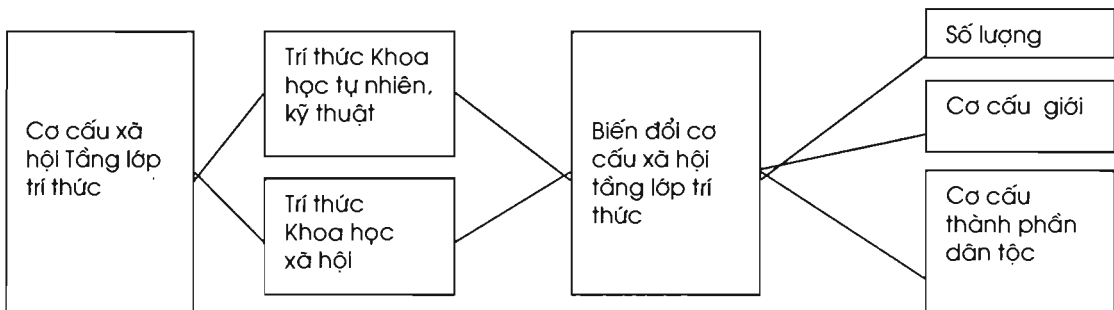 Cơ cấu xã
hội Tầng lớp
trí thức
Trí thức Khoa
học tự nhiên,
kỹ thuật
Trí thức
Khoa học
xã hội
Biến đổi cơ
cấu xã hội
tầng lớp trí
thức
Số lượng
Cơ cấu giới
Cơ cấu
thành phần
dân tộc